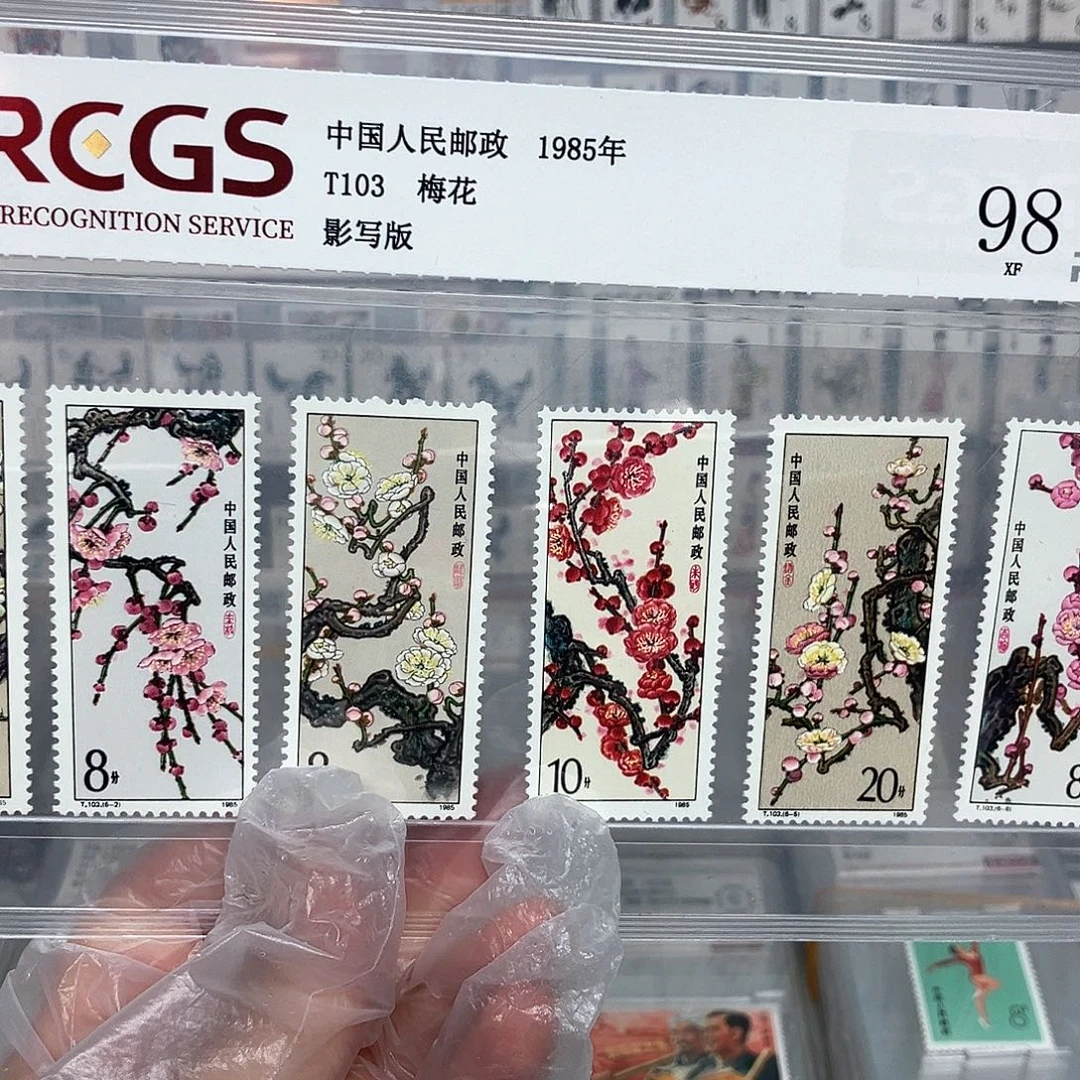 RCGS
RECOGNITION SERVICE
中国人民邮政 1985年
T103 梅花
影写版
98
XF
中国人民邮政
8分
T.103.(6-2)
1985
中国人民邮政
1985
中国人民邮政
10分
1985
中国人民邮政
20分
T.103.(6-6)
1985
中国人民邮政
8